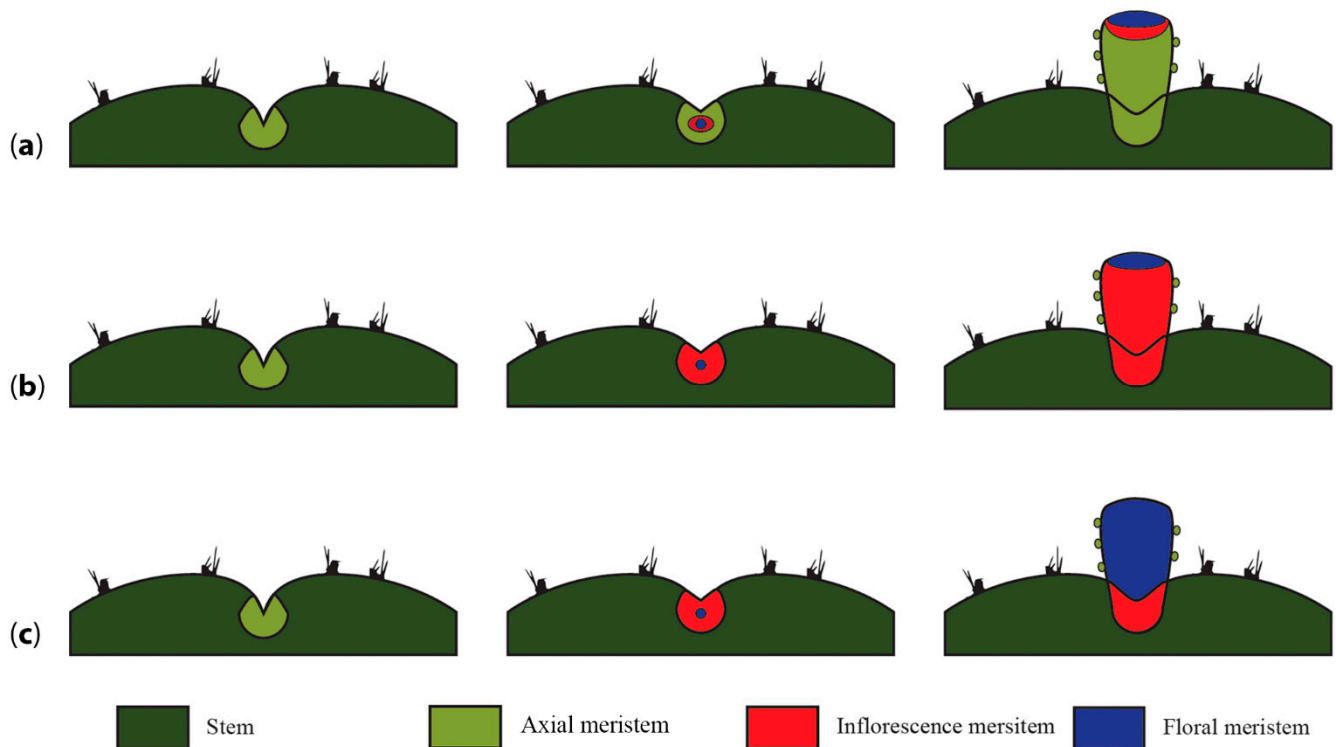 (a)
(b)
(c)
Stem
Axial meristem
Inflorescence mersitem
Floral meristem